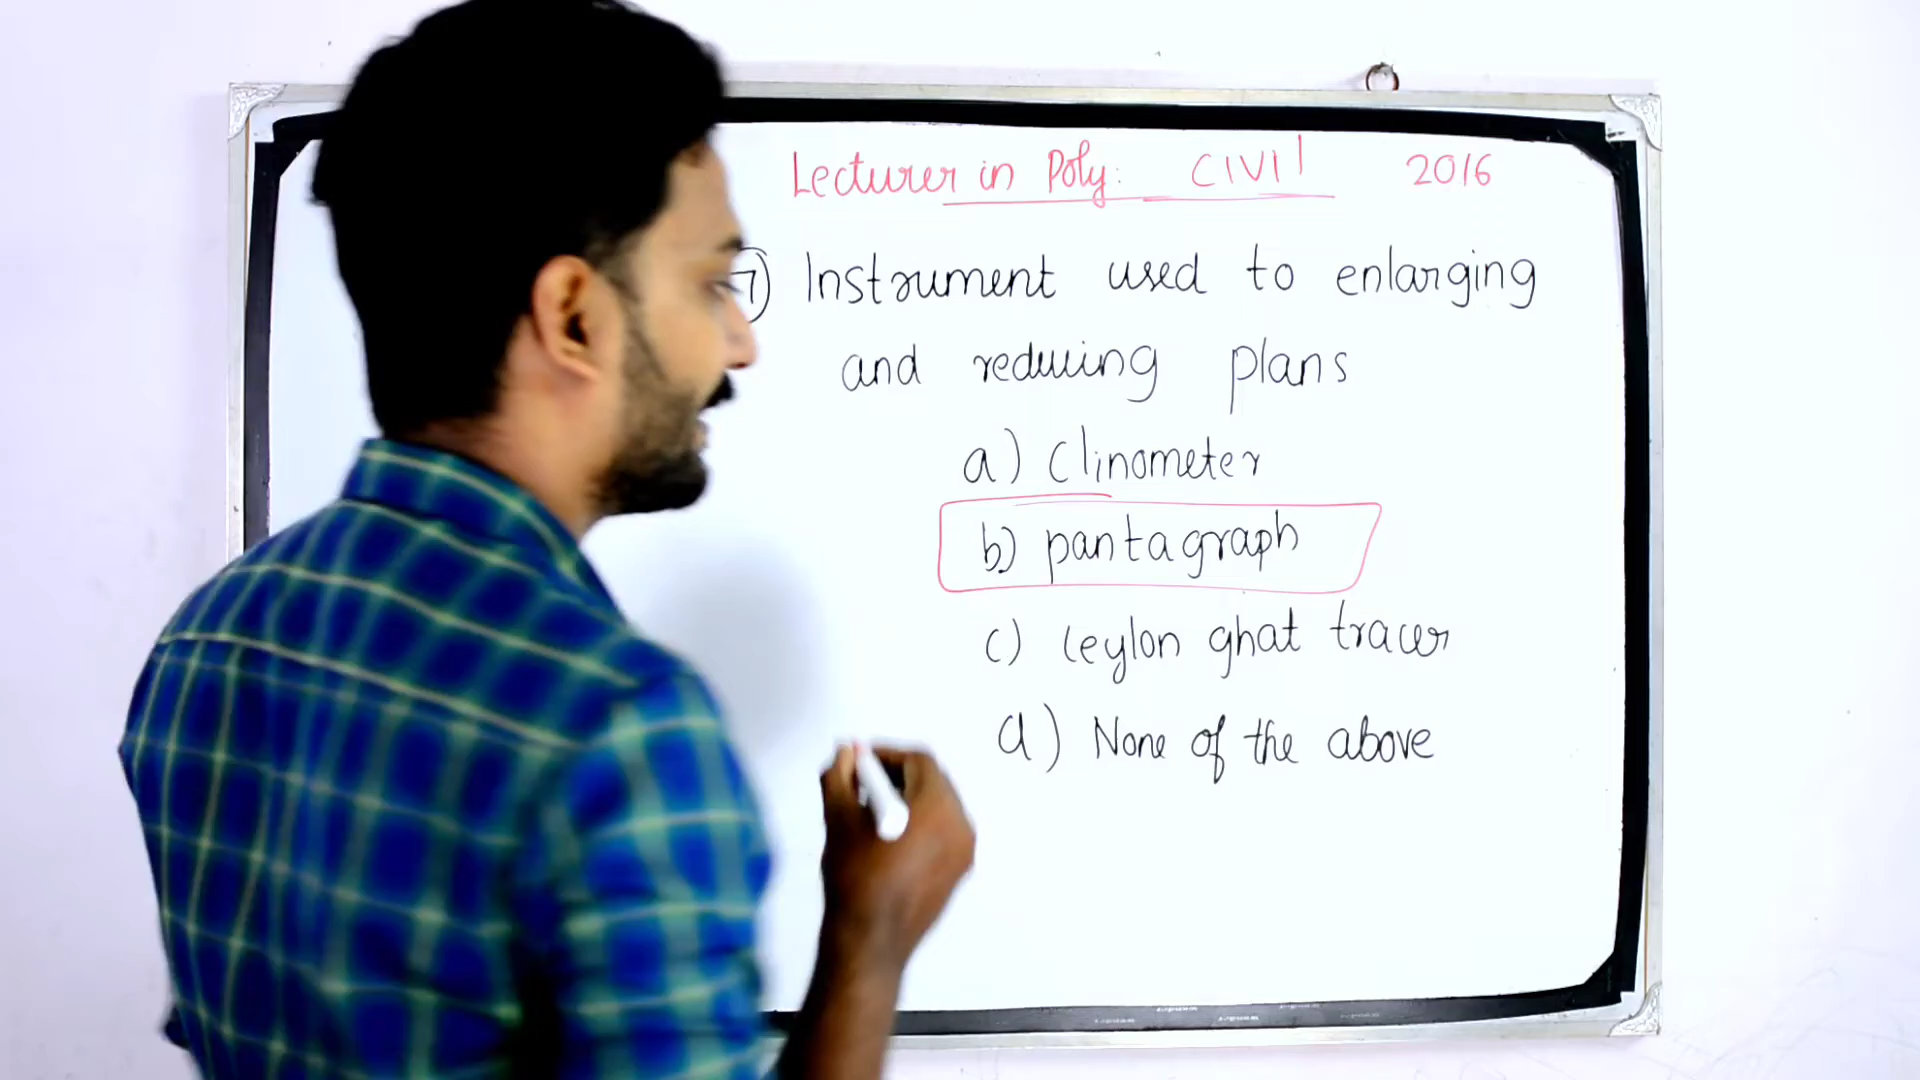 Lecturer in Poly: CIVIl 2016
7) Instrument used to enlarging
and reducing plans
a) Clinometer
b) pantagraph
c) Ceylon ghat tracer
d) None of the above